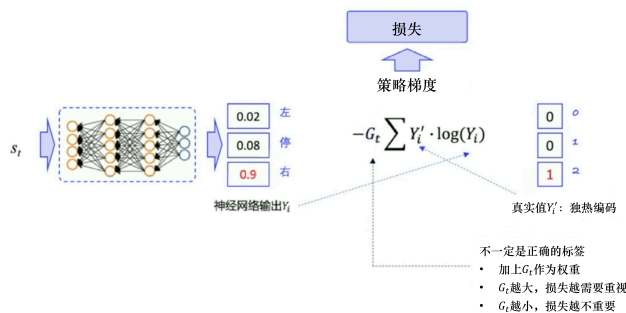 损失
策略梯度
0.02 左
0.08 停
0.9 右
s_t
神经网络输出Y_i
−G_t ∑ Y_i′ · log(Y_i)
0 0
0 1
1 2
真实值Y_i′：独热编码
不一定是正确的标签
• 加上G_t作为权重
• G_t越大，损失越需要重视
• G_t越小，损失越不重要